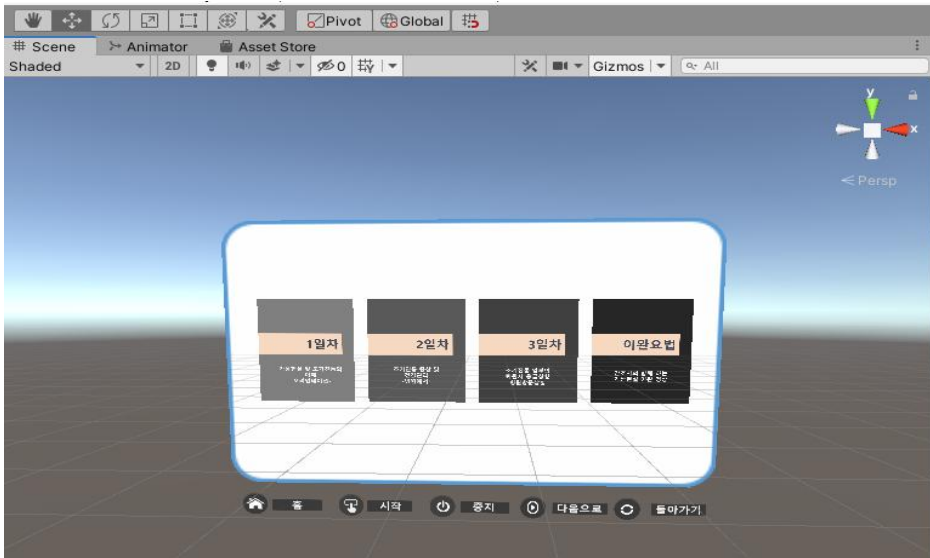 Pivot Global
Scene Animator Asset Store
Shaded 2D 0 Gizmos All
y
x
Persp
1일차 2일차 3일차 이완요법
홈 시작 중지 다음으로 돌아가기